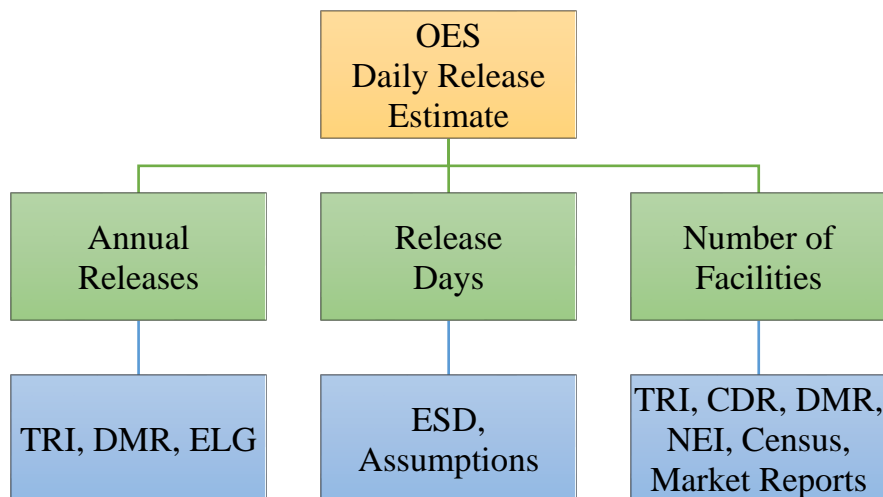 OES
Daily Release
Estimate
Annual
Releases
Release
Days
Number of
Facilities
TRI, DMR, ELG
ESD,
Assumptions
TRI, CDR, DMR,
NEI, Census,
Market Reports